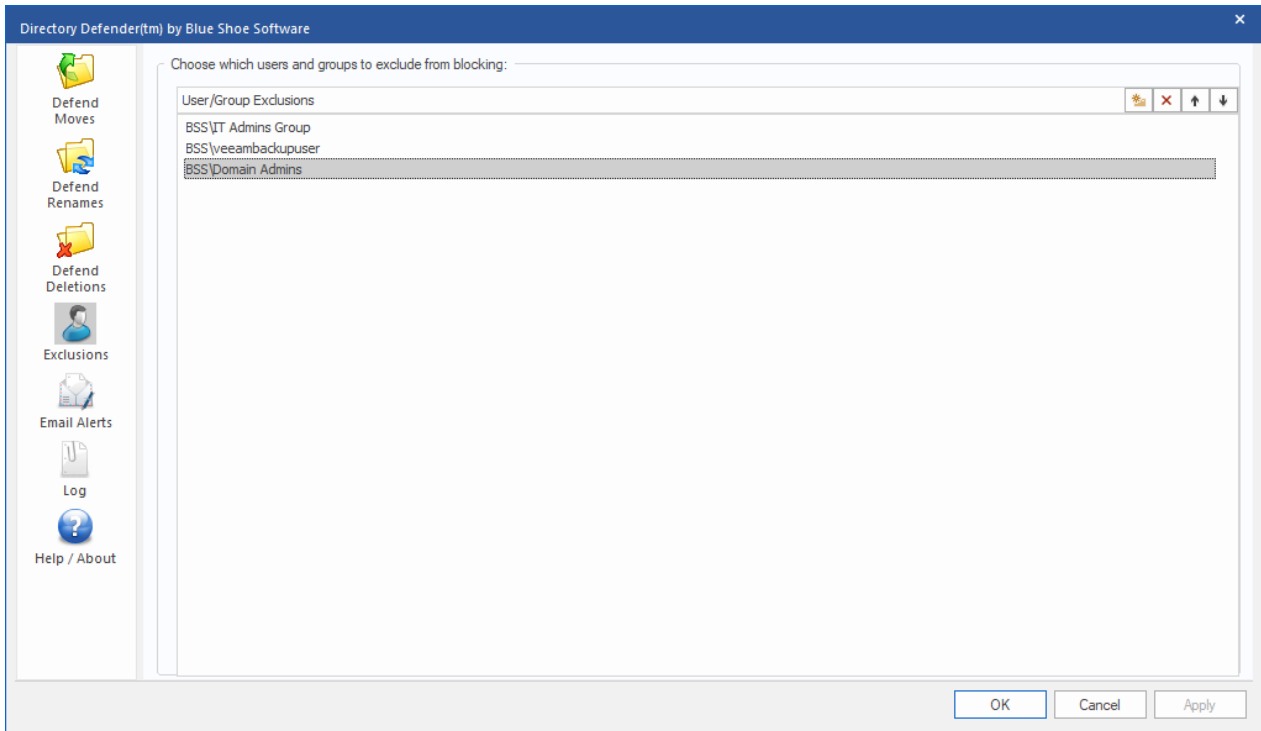 Directory Defender(tm) by Blue Shoe Software
Defend
Moves
Defend
Renames
Defend
Deletions
Exclusions
Email Alerts
Log
Help / About
Choose which users and groups to exclude from blocking:
User/Group Exclusions
BSS\IT Admins Group
BSS\veeambackupuser
BSS\Domain Admins
OK
Cancel
Apply